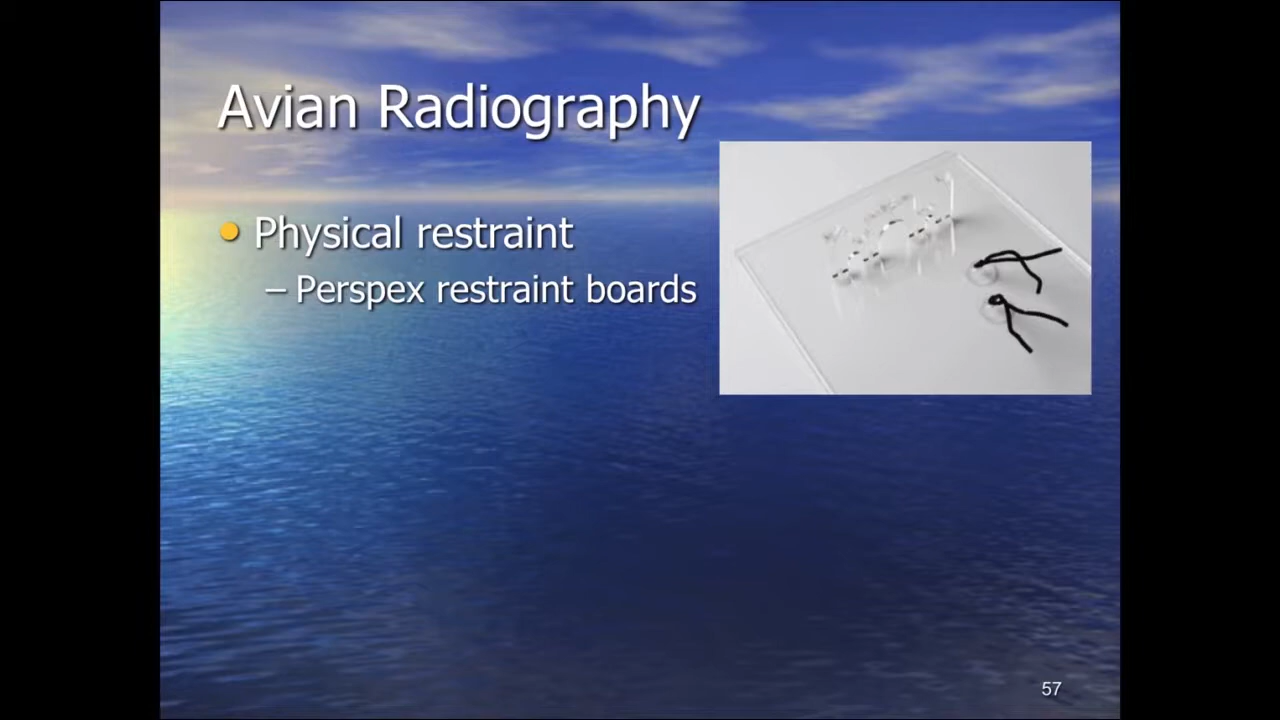 Avian Radiography
Physical restraint
– Perspex restraint boards
57